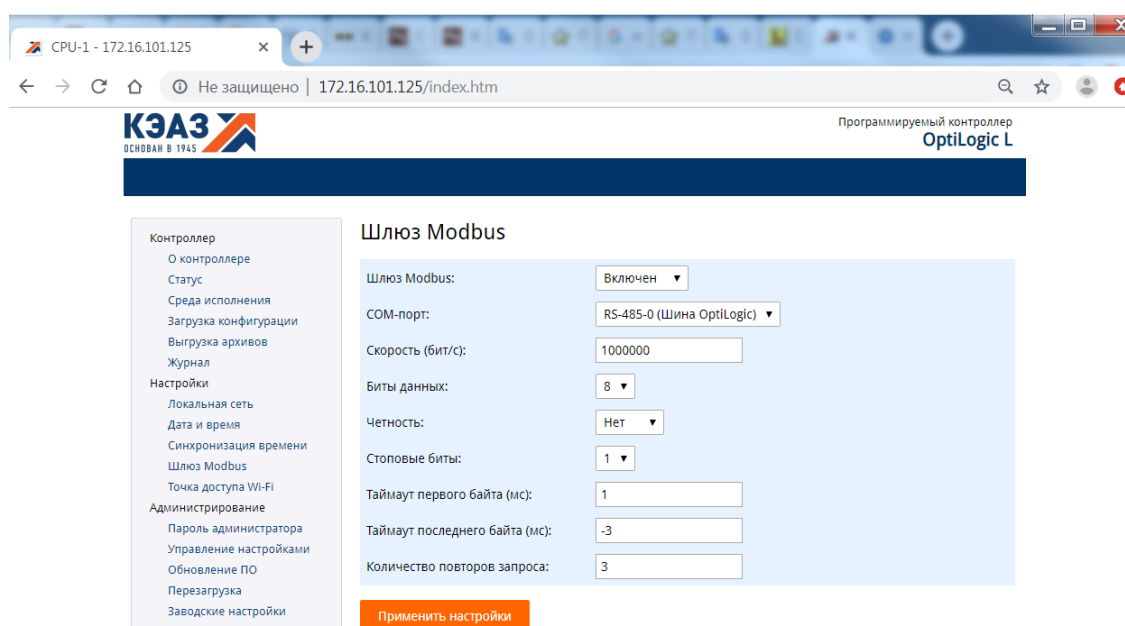 CPU-1 - 172.16.101.125
Не защищено | 172.16.101.125/index.htm
КЭАЗ
ОСНОВАН В 1945
Программируемый контроллер
OptiLogic L
Контроллер
О контроллере
Статус
Среда исполнения
Загрузка конфигурации
Выгрузка архивов
Журнал
Настройки
Локальная сеть
Дата и время
Синхронизация времени
Шлюз Modbus
Точка доступа Wi-Fi
Администрирование
Пароль администратора
Управление настройками
Обновление ПО
Перезагрузка
Заводские настройки
Шлюз Modbus
Шлюз Modbus: Включен
COM-порт: RS-485-0 (Шина OptiLogic)
Скорость (бит/с): 1000000
Биты данных: 8
Четность: Нет
Стоповые биты: 1
Таймаут первого байта (мс): 1
Таймаут последнего байта (мс): -3
Количество повторов запроса: 3
Применить настройки